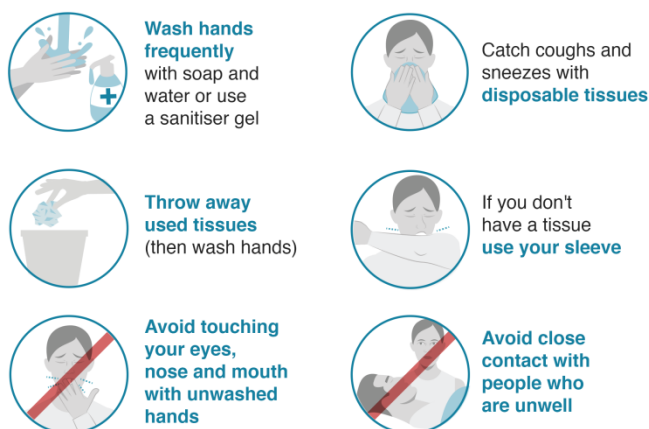 Wash hands
frequently
with soap and
water or use
a sanitiser gel
Catch coughs and
sneezes with
disposable tissues
Throw away
used tissues
(then wash hands)
If you don't
have a tissue
use your sleeve
Avoid touching
your eyes,
nose and mouth
with unwashed
hands
Avoid close
contact with
people who
are unwell